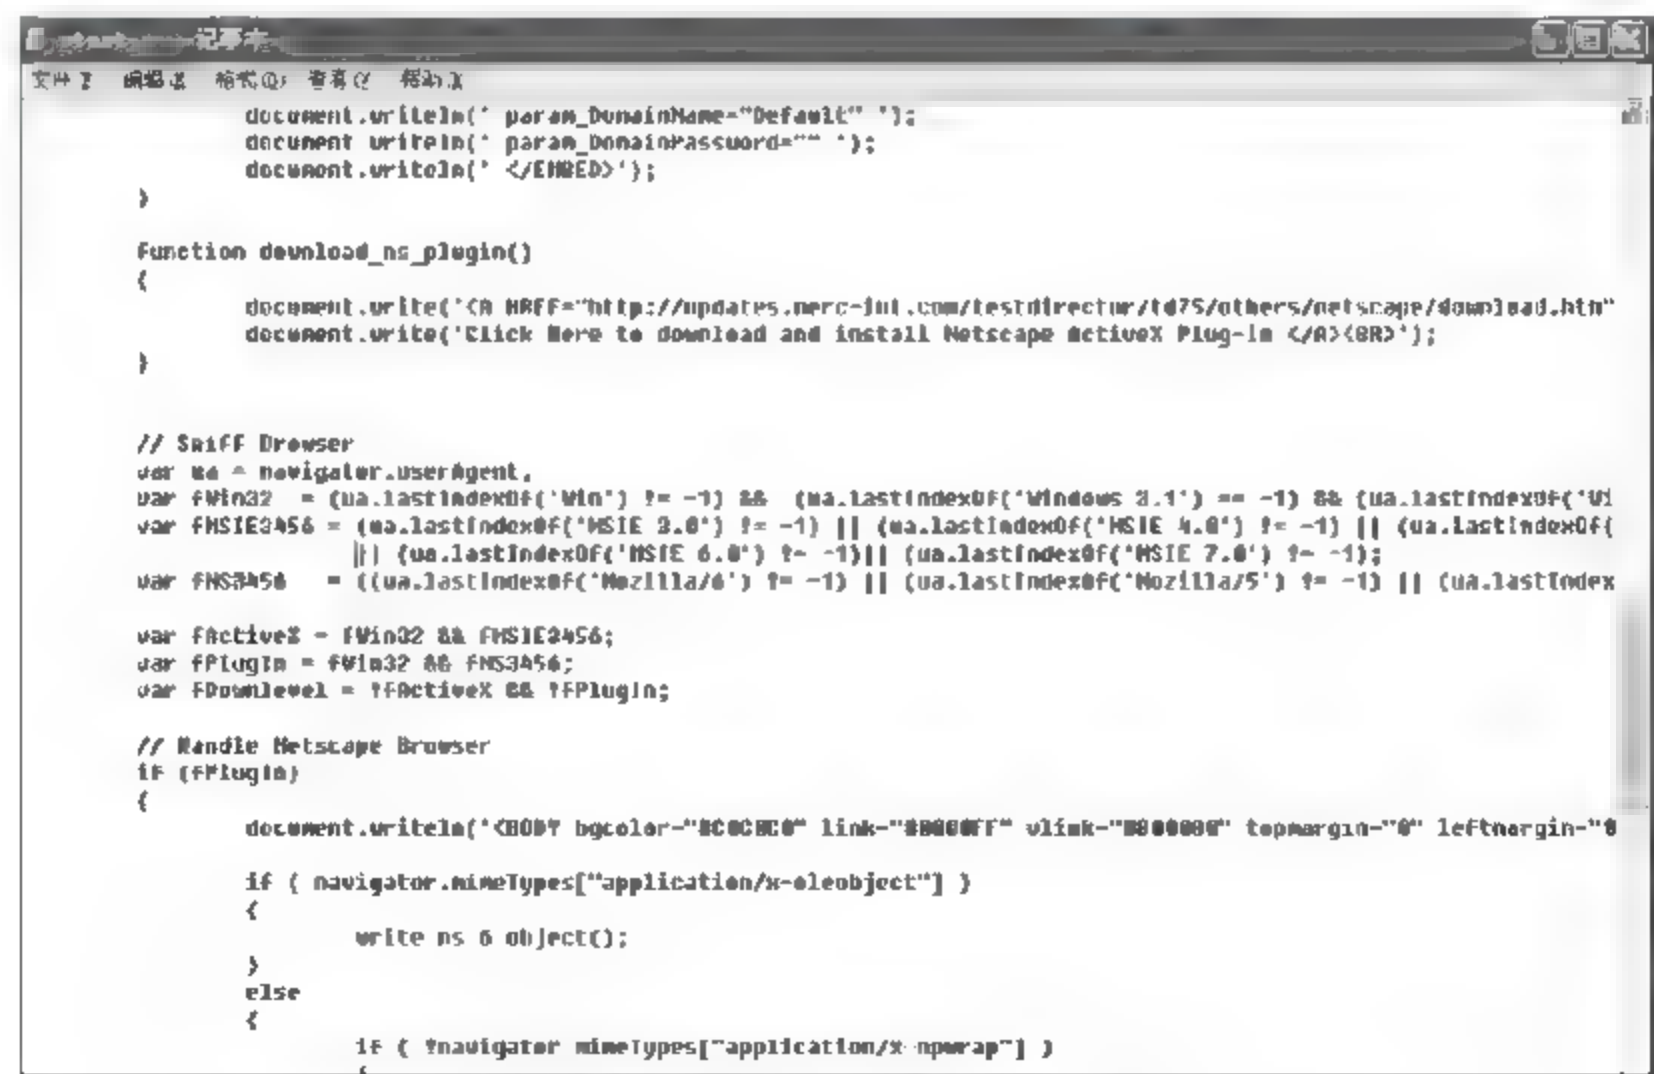 记事本
文件 编辑 格式(O) 查看(V) 帮助
document.writeln(' param_DomainName="Default" ');
document.writeln(' param_DomainPassword="" ');
document.writeln(' </EMBED>');
}
function download_ns_plugin()
{
document.write('<A HREF="http://updates.merc-int.com/testdirector/td75/others/netscape/download.htm"
document.write('Click Here to download and install Netscape ActiveX Plug-In </A><BR>');
}
// Sniff Browser
var ua = navigator.userAgent;
var fWin32 = (ua.lastIndexOf('Win') != -1) && (ua.lastIndexOf('Windows 3.1') == -1) && (ua.lastIndexOf('Wi
var fMSIE3456 = (ua.lastIndexOf('MSIE 3.0') != -1) || (ua.lastIndexOf('MSIE 4.0') != -1) || (ua.lastIndexOf(
|| (ua.lastIndexOf('MSIE 6.0') != -1)|| (ua.lastIndexOf('MSIE 7.0') != -1);
var fNS3456 = ((ua.lastIndexOf('Mozilla/6') != -1) || (ua.lastIndexOf('Mozilla/5') != -1) || (ua.lastIndex
var fActiveX = fWin32 && fMSIE3456;
var fPlugIn = fWin32 && fNS3456;
var fDownlevel = !fActiveX && !fPlugIn;
// Handle Netscape Browser
if (fPlugIn)
{
document.writeln('<BODY bgcolor="#C0C0C0" link="#0000FF" vlink="#800080" topmargin="0" leftmargin="0
if ( navigator.mimeTypes["application/x-oleobject"] )
{
write_ns_6_object();
}
else
{
if ( !navigator.mimeTypes["application/x-npwrap"] )
{